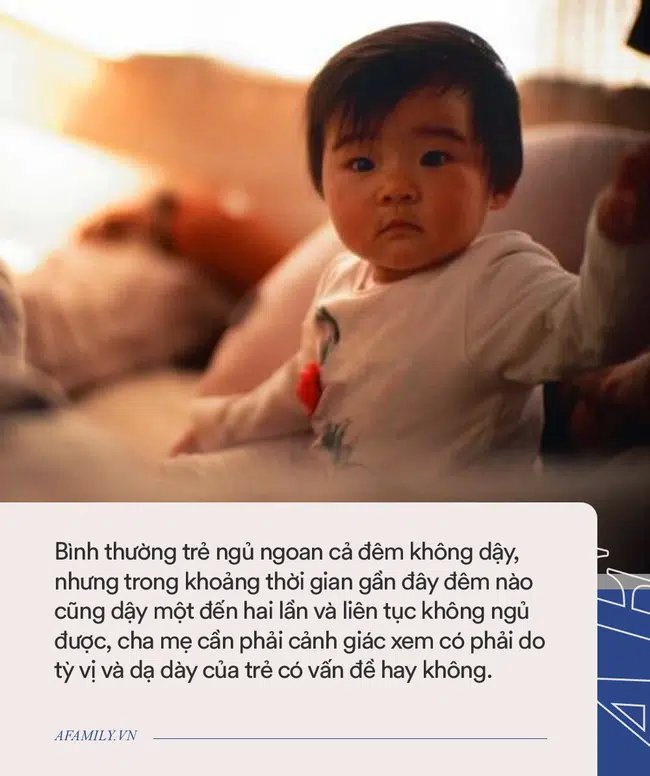 Bình thường trẻ ngủ ngoan cả đêm không dậy,
nhưng trong khoảng thời gian gần đây đêm nào
cũng dậy một đến hai lần và liên tục không ngủ
được, cha mẹ cần phải cảnh giác xem có phải do
tỳ vị và dạ dày của trẻ có vấn đề hay không.
AFAMILY.VN